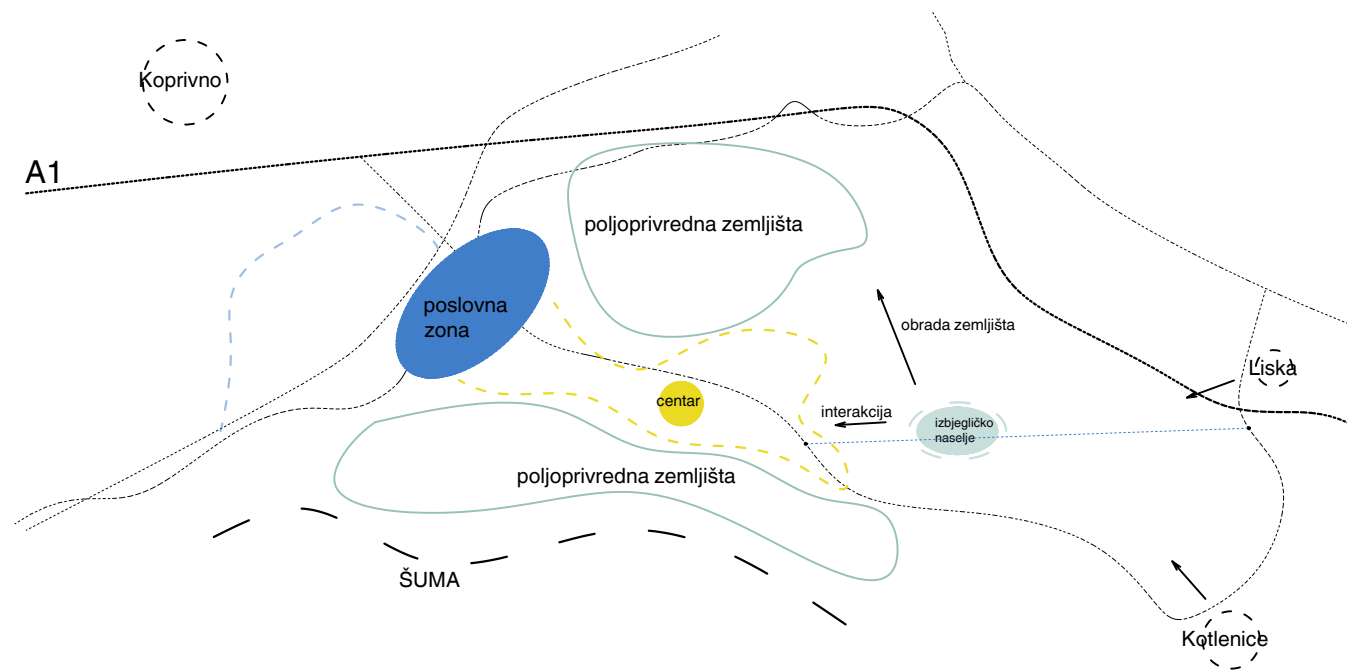 Koprivno
A1
poljoprivredna zemljišta
poslovna
zona
obrada zemljišta
Liska
centar
interakcija
izbjegličko
naselje
poljoprivredna zemljišta
ŠUMA
Kotlenice